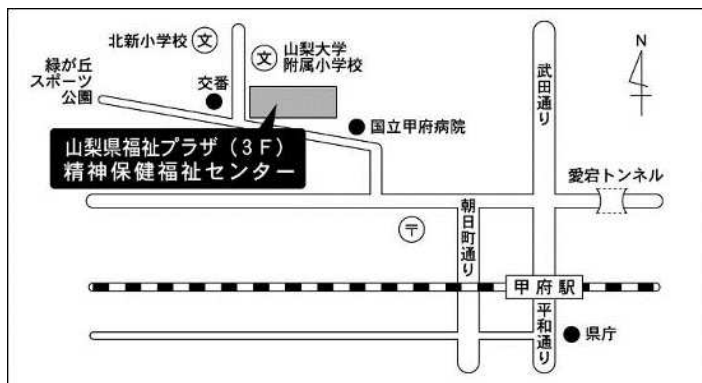 北新小学校
文
文
山梨大学
附属小学校
緑が丘
スポーツ
公園
交番
国立甲府病院
山梨県福祉プラザ(3F)
精神保健福祉センター
武田通り
N
愛宕トンネル
〒
朝日町通り
甲府駅
平和通り
県庁